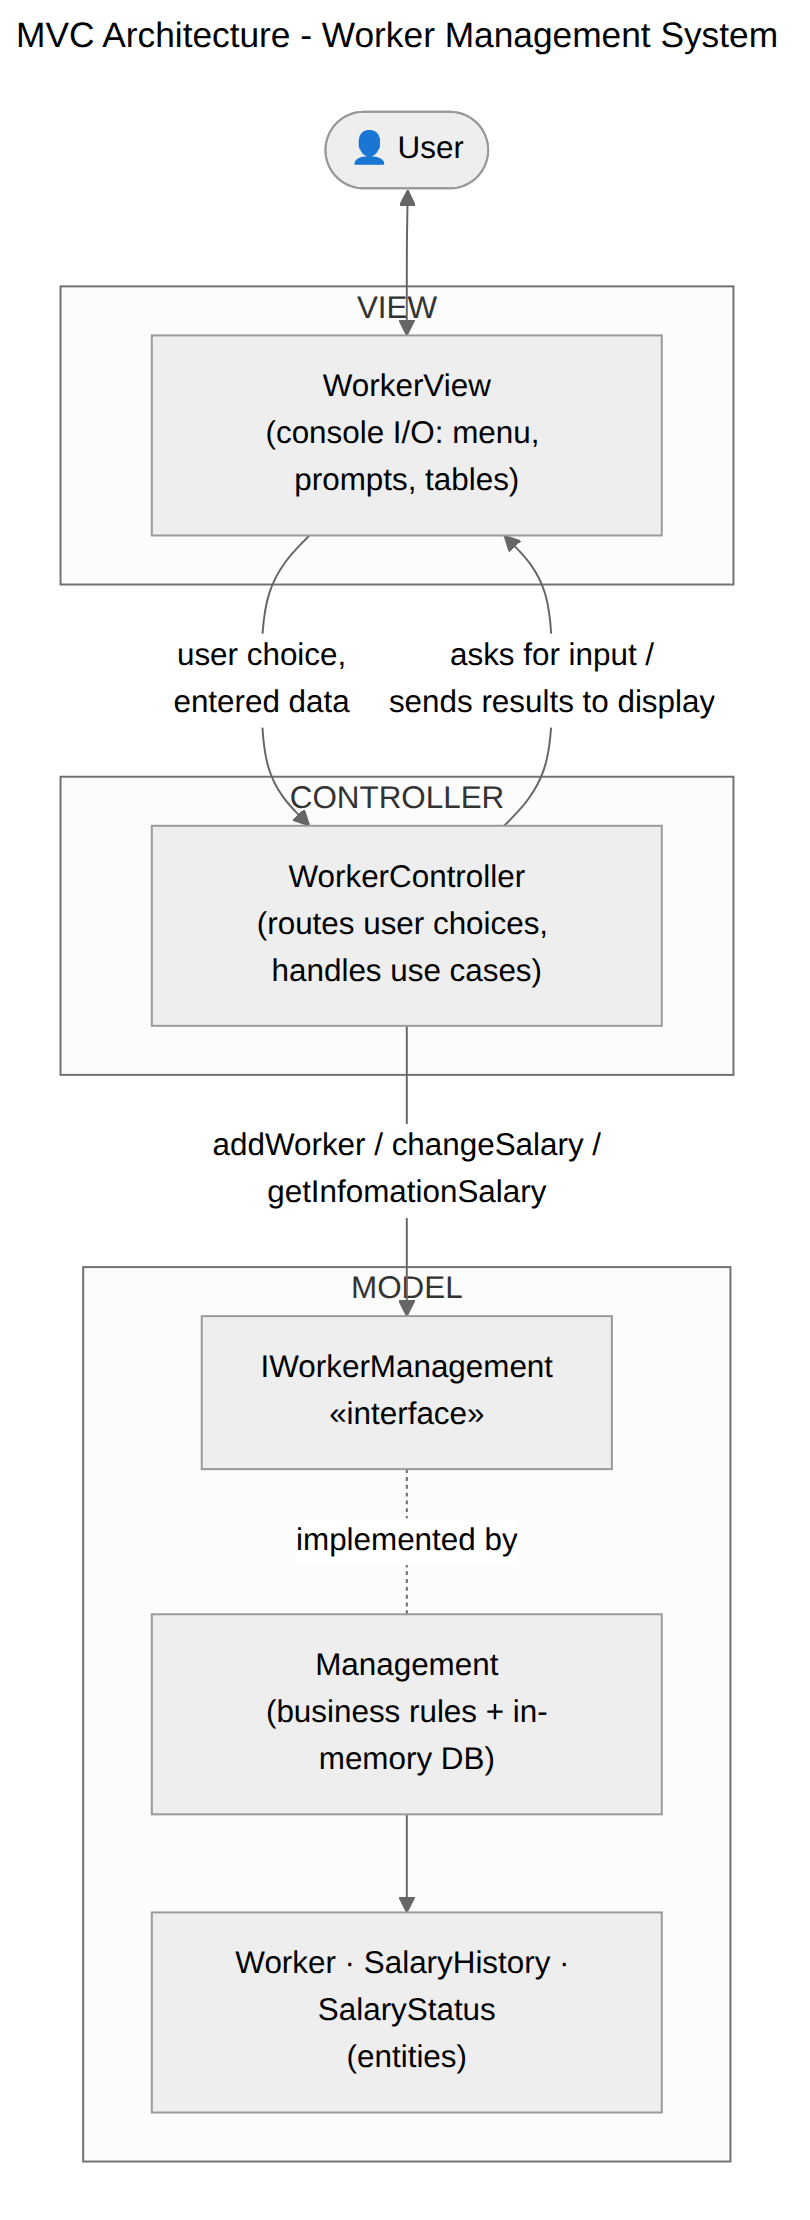 MVC Architecture - Worker Management System
👤 User
VIEW
WorkerView
(console I/O: menu,
prompts, tables)
user choice,
entered data
asks for input /
sends results to display
CONTROLLER
WorkerController
(routes user choices,
handles use cases)
addWorker / changeSalary /
getInfomationSalary
MODEL
IWorkerManagement
«interface»
implemented by
Management
(business rules + in-
memory DB)
Worker · SalaryHistory ·
SalaryStatus
(entities)